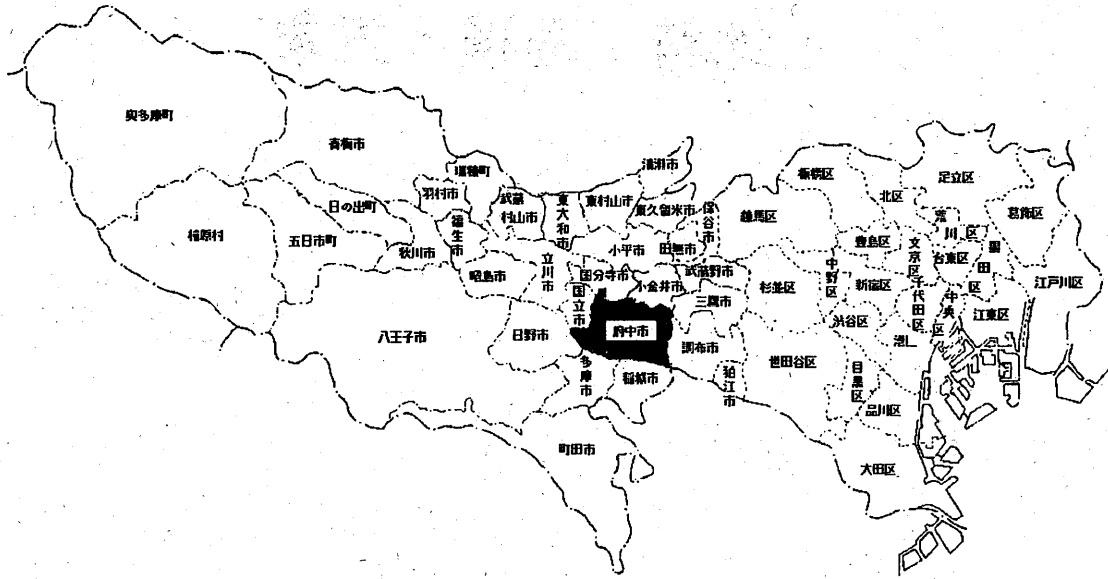 奥多摩町
青梅市
瑞穂町
清瀬市
板橋区
足立区
北区
羽村市
武蔵
村山市
東大和市
東村山市
東久留米市
保谷市
練馬区
荒川区
葛飾区
日の出町
福生市
檜原村
五日市町
秋川市
立川市
小平市
田無市
豊島区
文京区
台東区
墨田区
昭島市
国分寺市
小金井市
武蔵野市
杉並区
中野区
新宿区
千代田区
中央区
江東区
江戸川区
国立市
三鷹市
渋谷区
八王子市
日野市
府中市
調布市
世田谷区
多摩市
稲城市
狛江市
目黒区
品川区
町田市
大田区